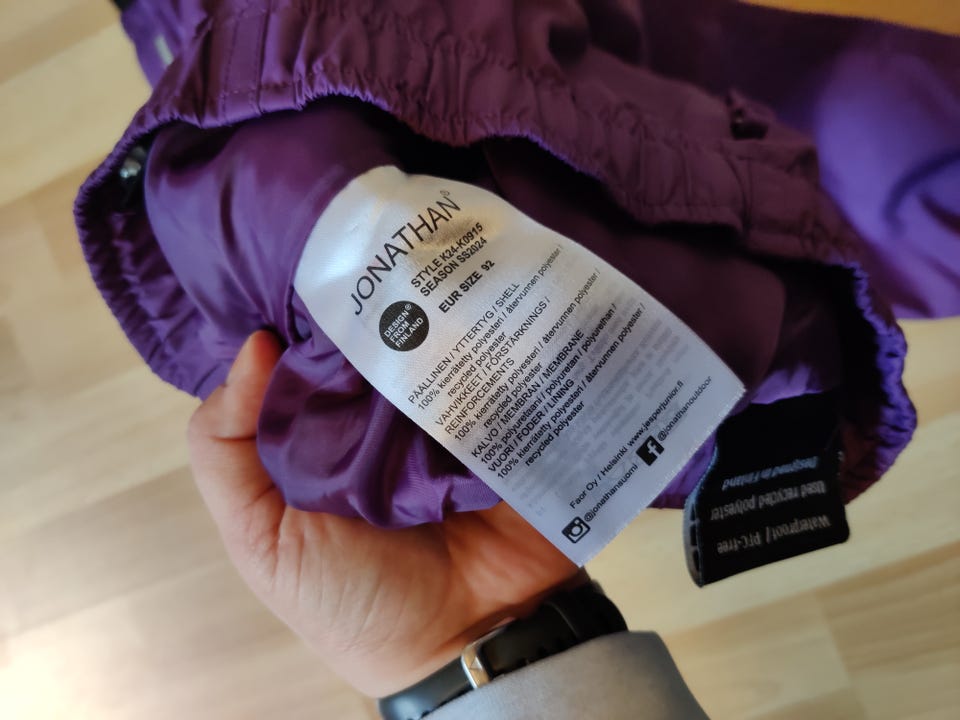 JONATHAN®
STYLE K24-K0915
SEASON SS2024
EUR SIZE 92
DESIGN®
FROM
FINLAND
PÄÄLLINEN / YTTERTYG / SHELL
100% kierrätetty polyesteri / återvunnen polyester /
recycled polyester
VAHVIKKEET / FÖRSTÄRKNINGS /
REINFORCEMENTS
100% kierrätetty polyesteri / återvunnen polyester /
recycled polyester
KALVO / MEMBRAN / MEMBRANE
100% polyuretaani / polyuretan / polyurethan /
VUORI / FODER / LINING
100% kierrätetty polyesteri / återvunnen polyester /
recycled polyester
Faor Oy / Helsinki www.jesperjunior.fi
@jonathansuomi
@jonathanoutdoor
Waterproof / PFC-free
Used recycled polyester
Designed in Finland